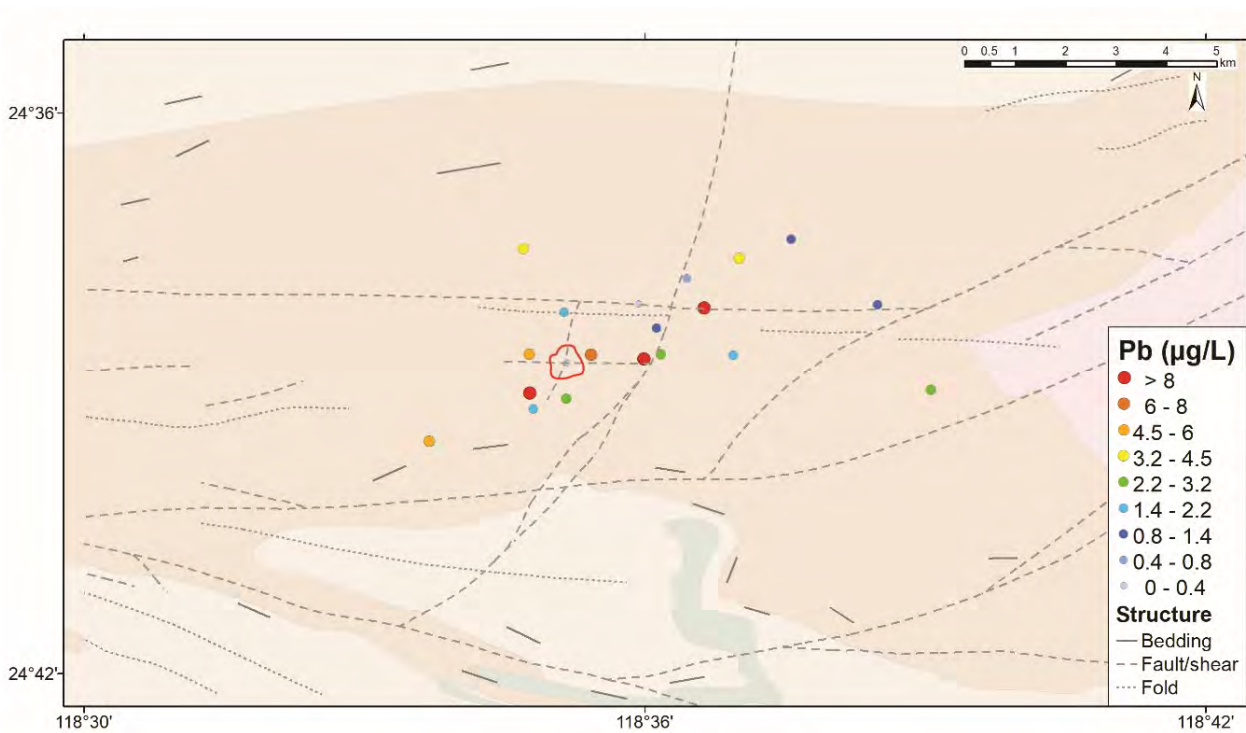 0 0.5 1 2 3 4 5
km
N
24°36'
24°42'
Pb (µg/L)
> 8
6 - 8
4.5 - 6
3.2 - 4.5
2.2 - 3.2
1.4 - 2.2
0.8 - 1.4
0.4 - 0.8
0 - 0.4
Structure
Bedding
Fault/shear
Fold
118°30' 118°36' 118°42'